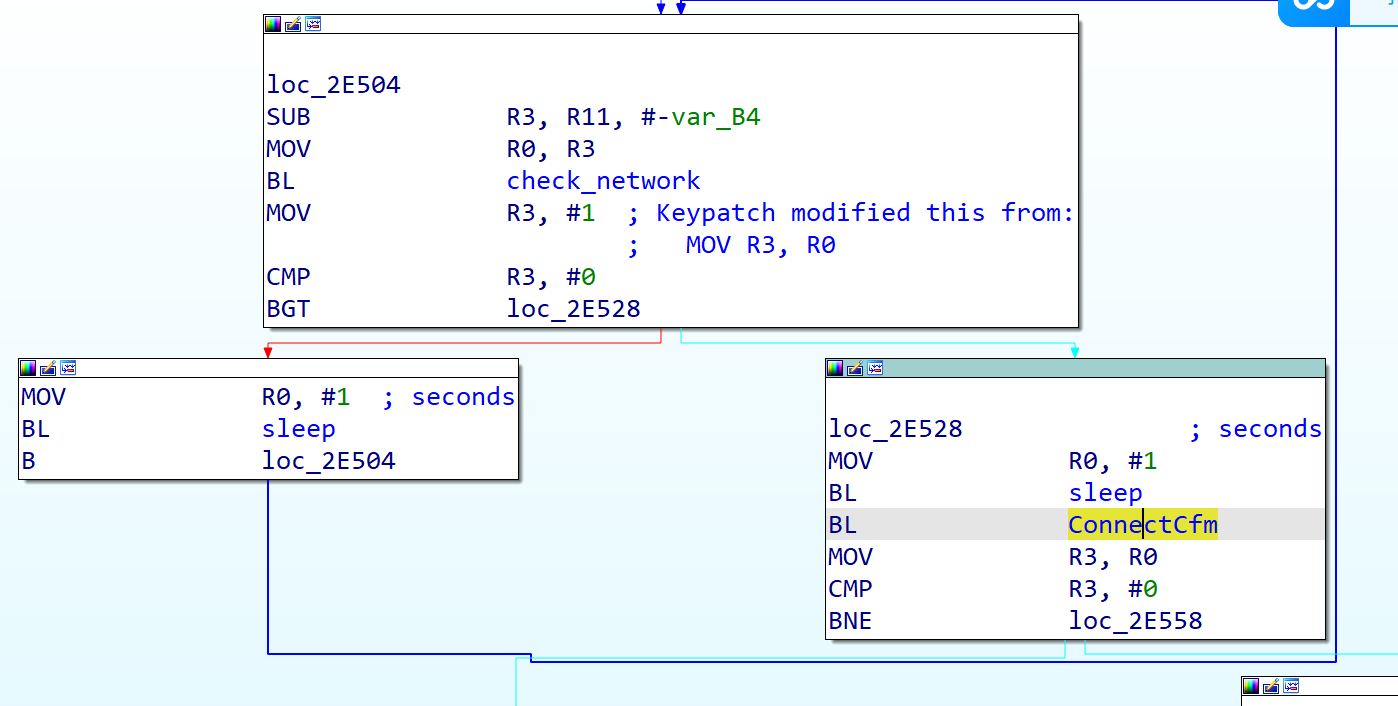 loc_2E504
SUB R3, R11, #-var_B4
MOV R0, R3
BL check_network
MOV R3, #1 ; Keypatch modified this from:
; MOV R3, R0
CMP R3, #0
BGT loc_2E528
MOV R0, #1 ; seconds
BL sleep
B loc_2E504
loc_2E528 ; seconds
MOV R0, #1
BL sleep
BL ConnectCfm
MOV R3, R0
CMP R3, #0
BNE loc_2E558